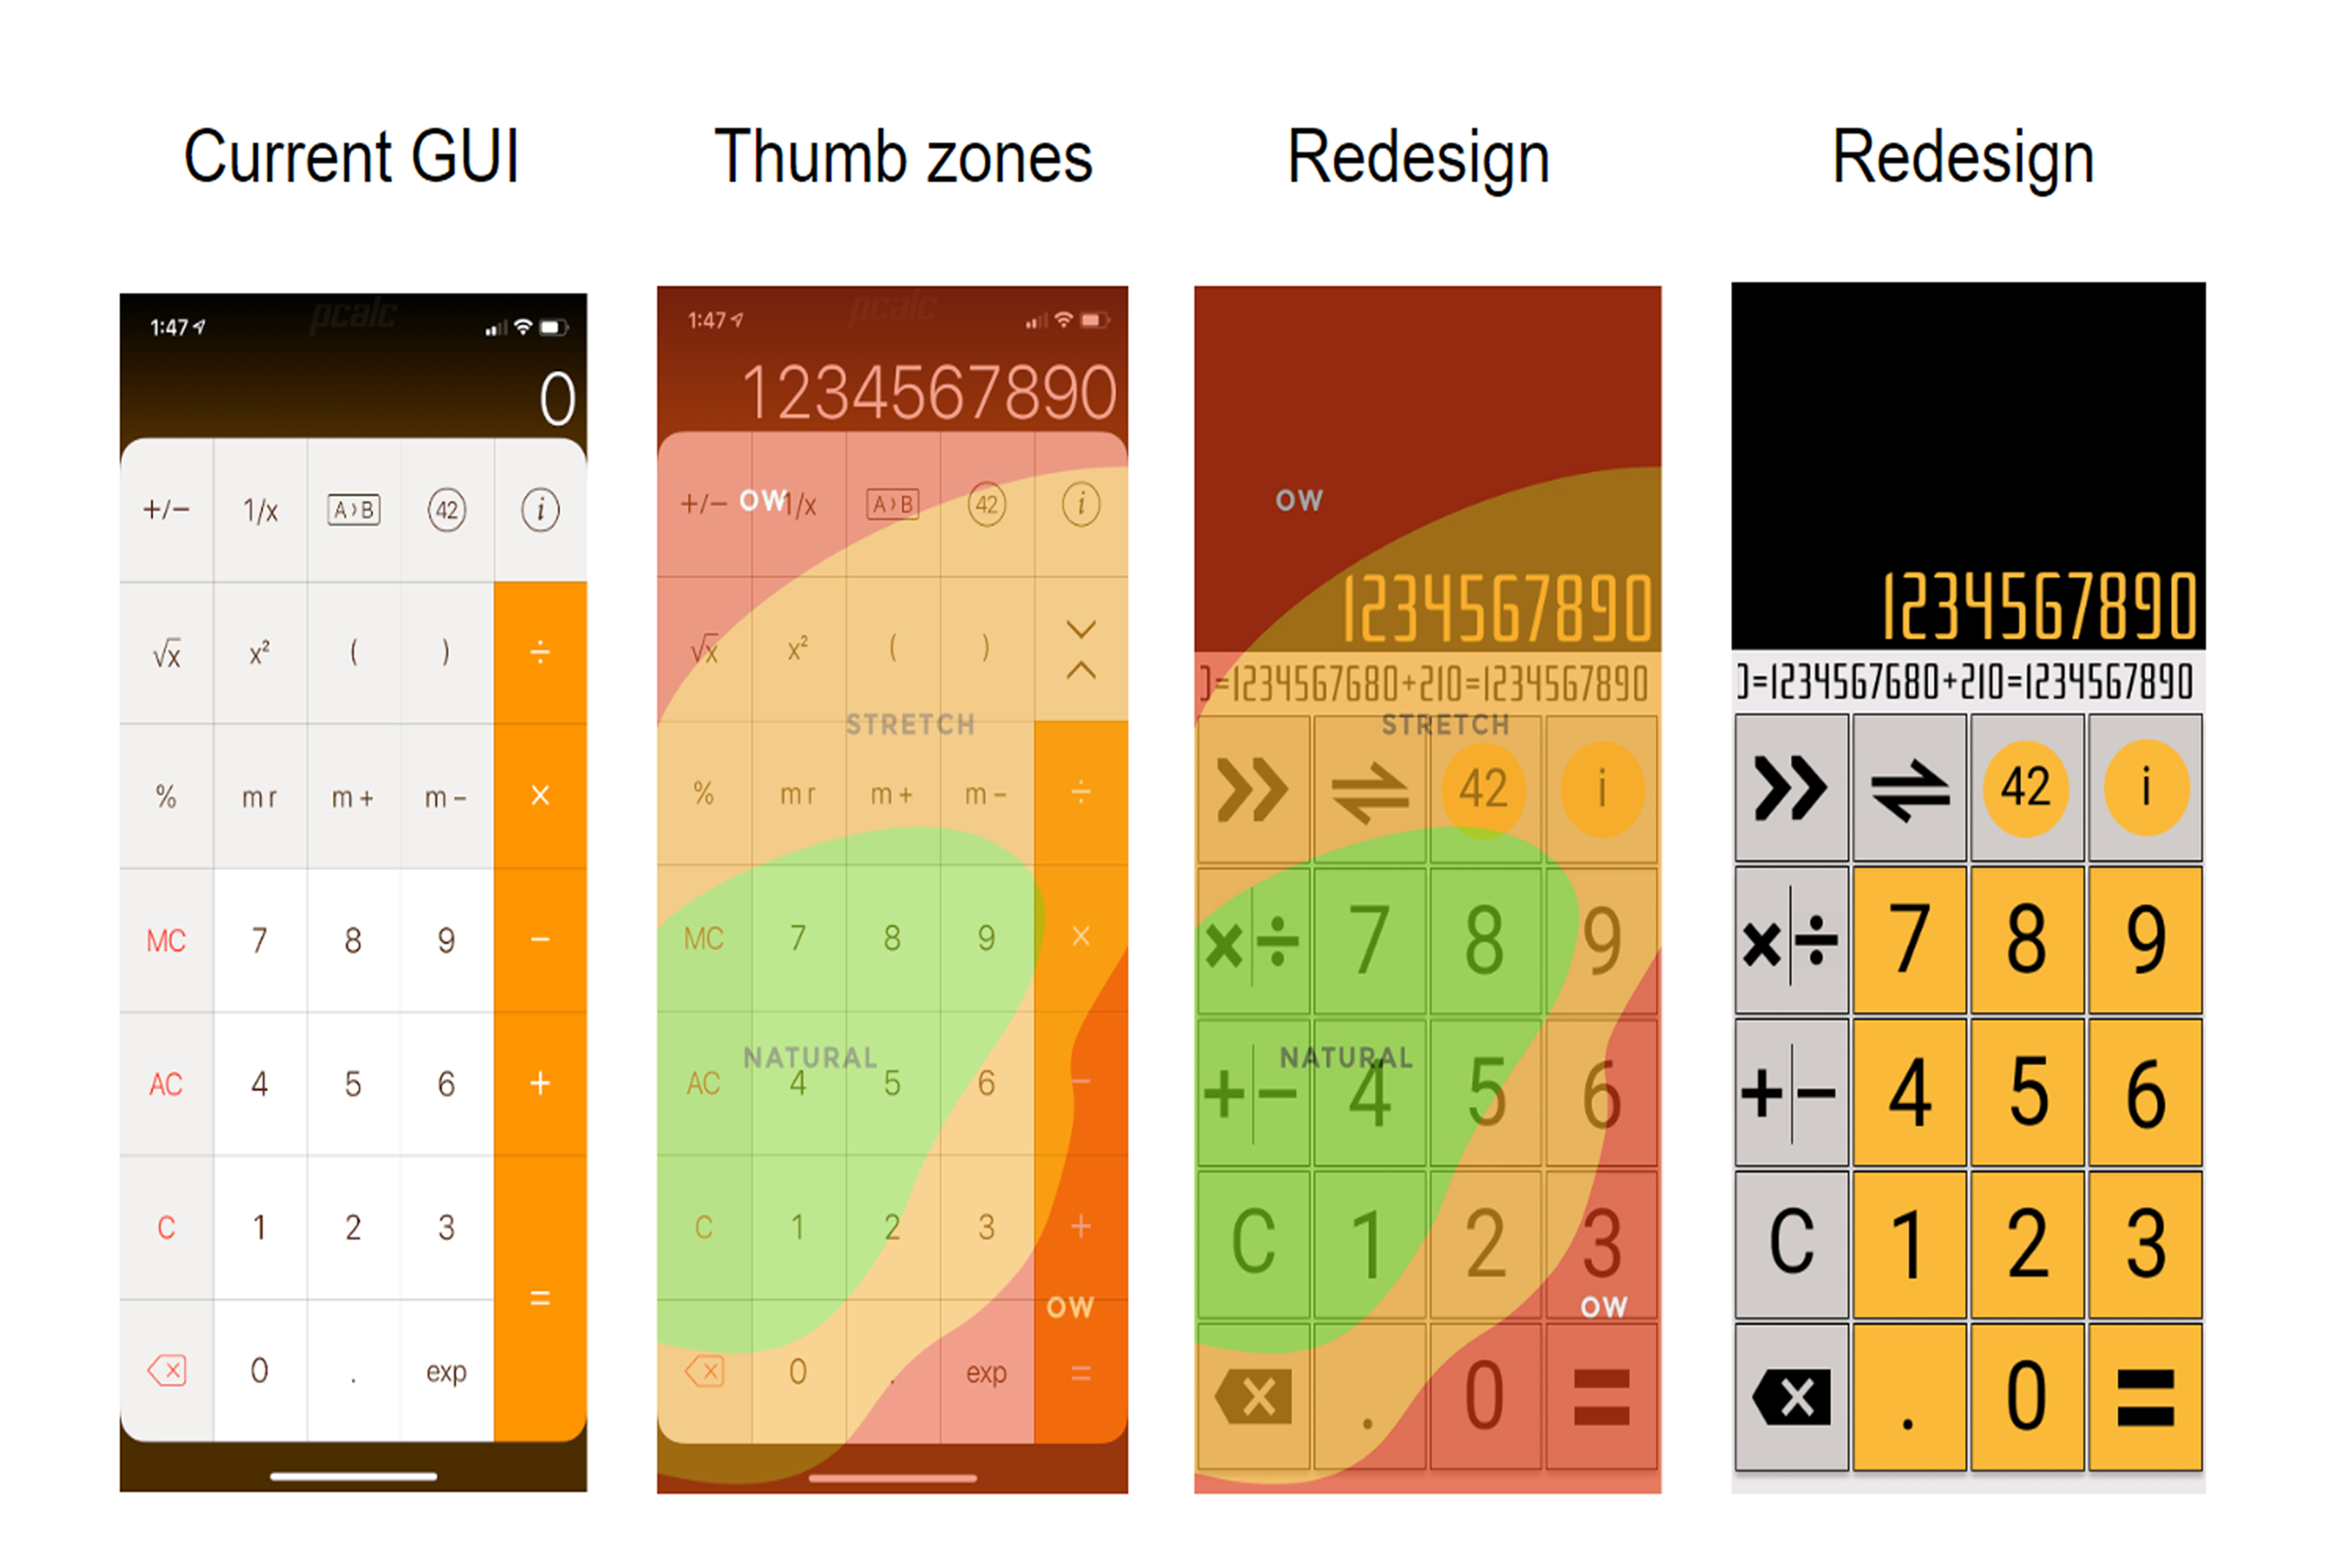 Current GUI
Thumb zones
Redesign
Redesign
pcalc
1:47
0
+/− 1/x A⟩B 42 i
√x x² ( ) ÷
% mr m+ m− ×
MC 7 8 9 −
AC 4 5 6 +
C 1 2 3
=
0 . exp
pcalc
1:47
1234567890
+/− OW 1/x A⟩B 42 i
√x x² ( )
STRETCH
% mr m+ m− ÷
MC 7 8 9 ×
NATURAL
AC 4 5 6 −
C 1 2 3 +
OW
0 . exp =
OW
1234567890
=1234567680+210=1234567890
STRETCH
42 i
×|÷ 7 8 9
NATURAL
+|− 4 5 6
C 1 2 3
OW
. 0 =
1234567890
=1234567680+210=1234567890
42 i
×|÷ 7 8 9
+|− 4 5 6
C 1 2 3
. 0 =